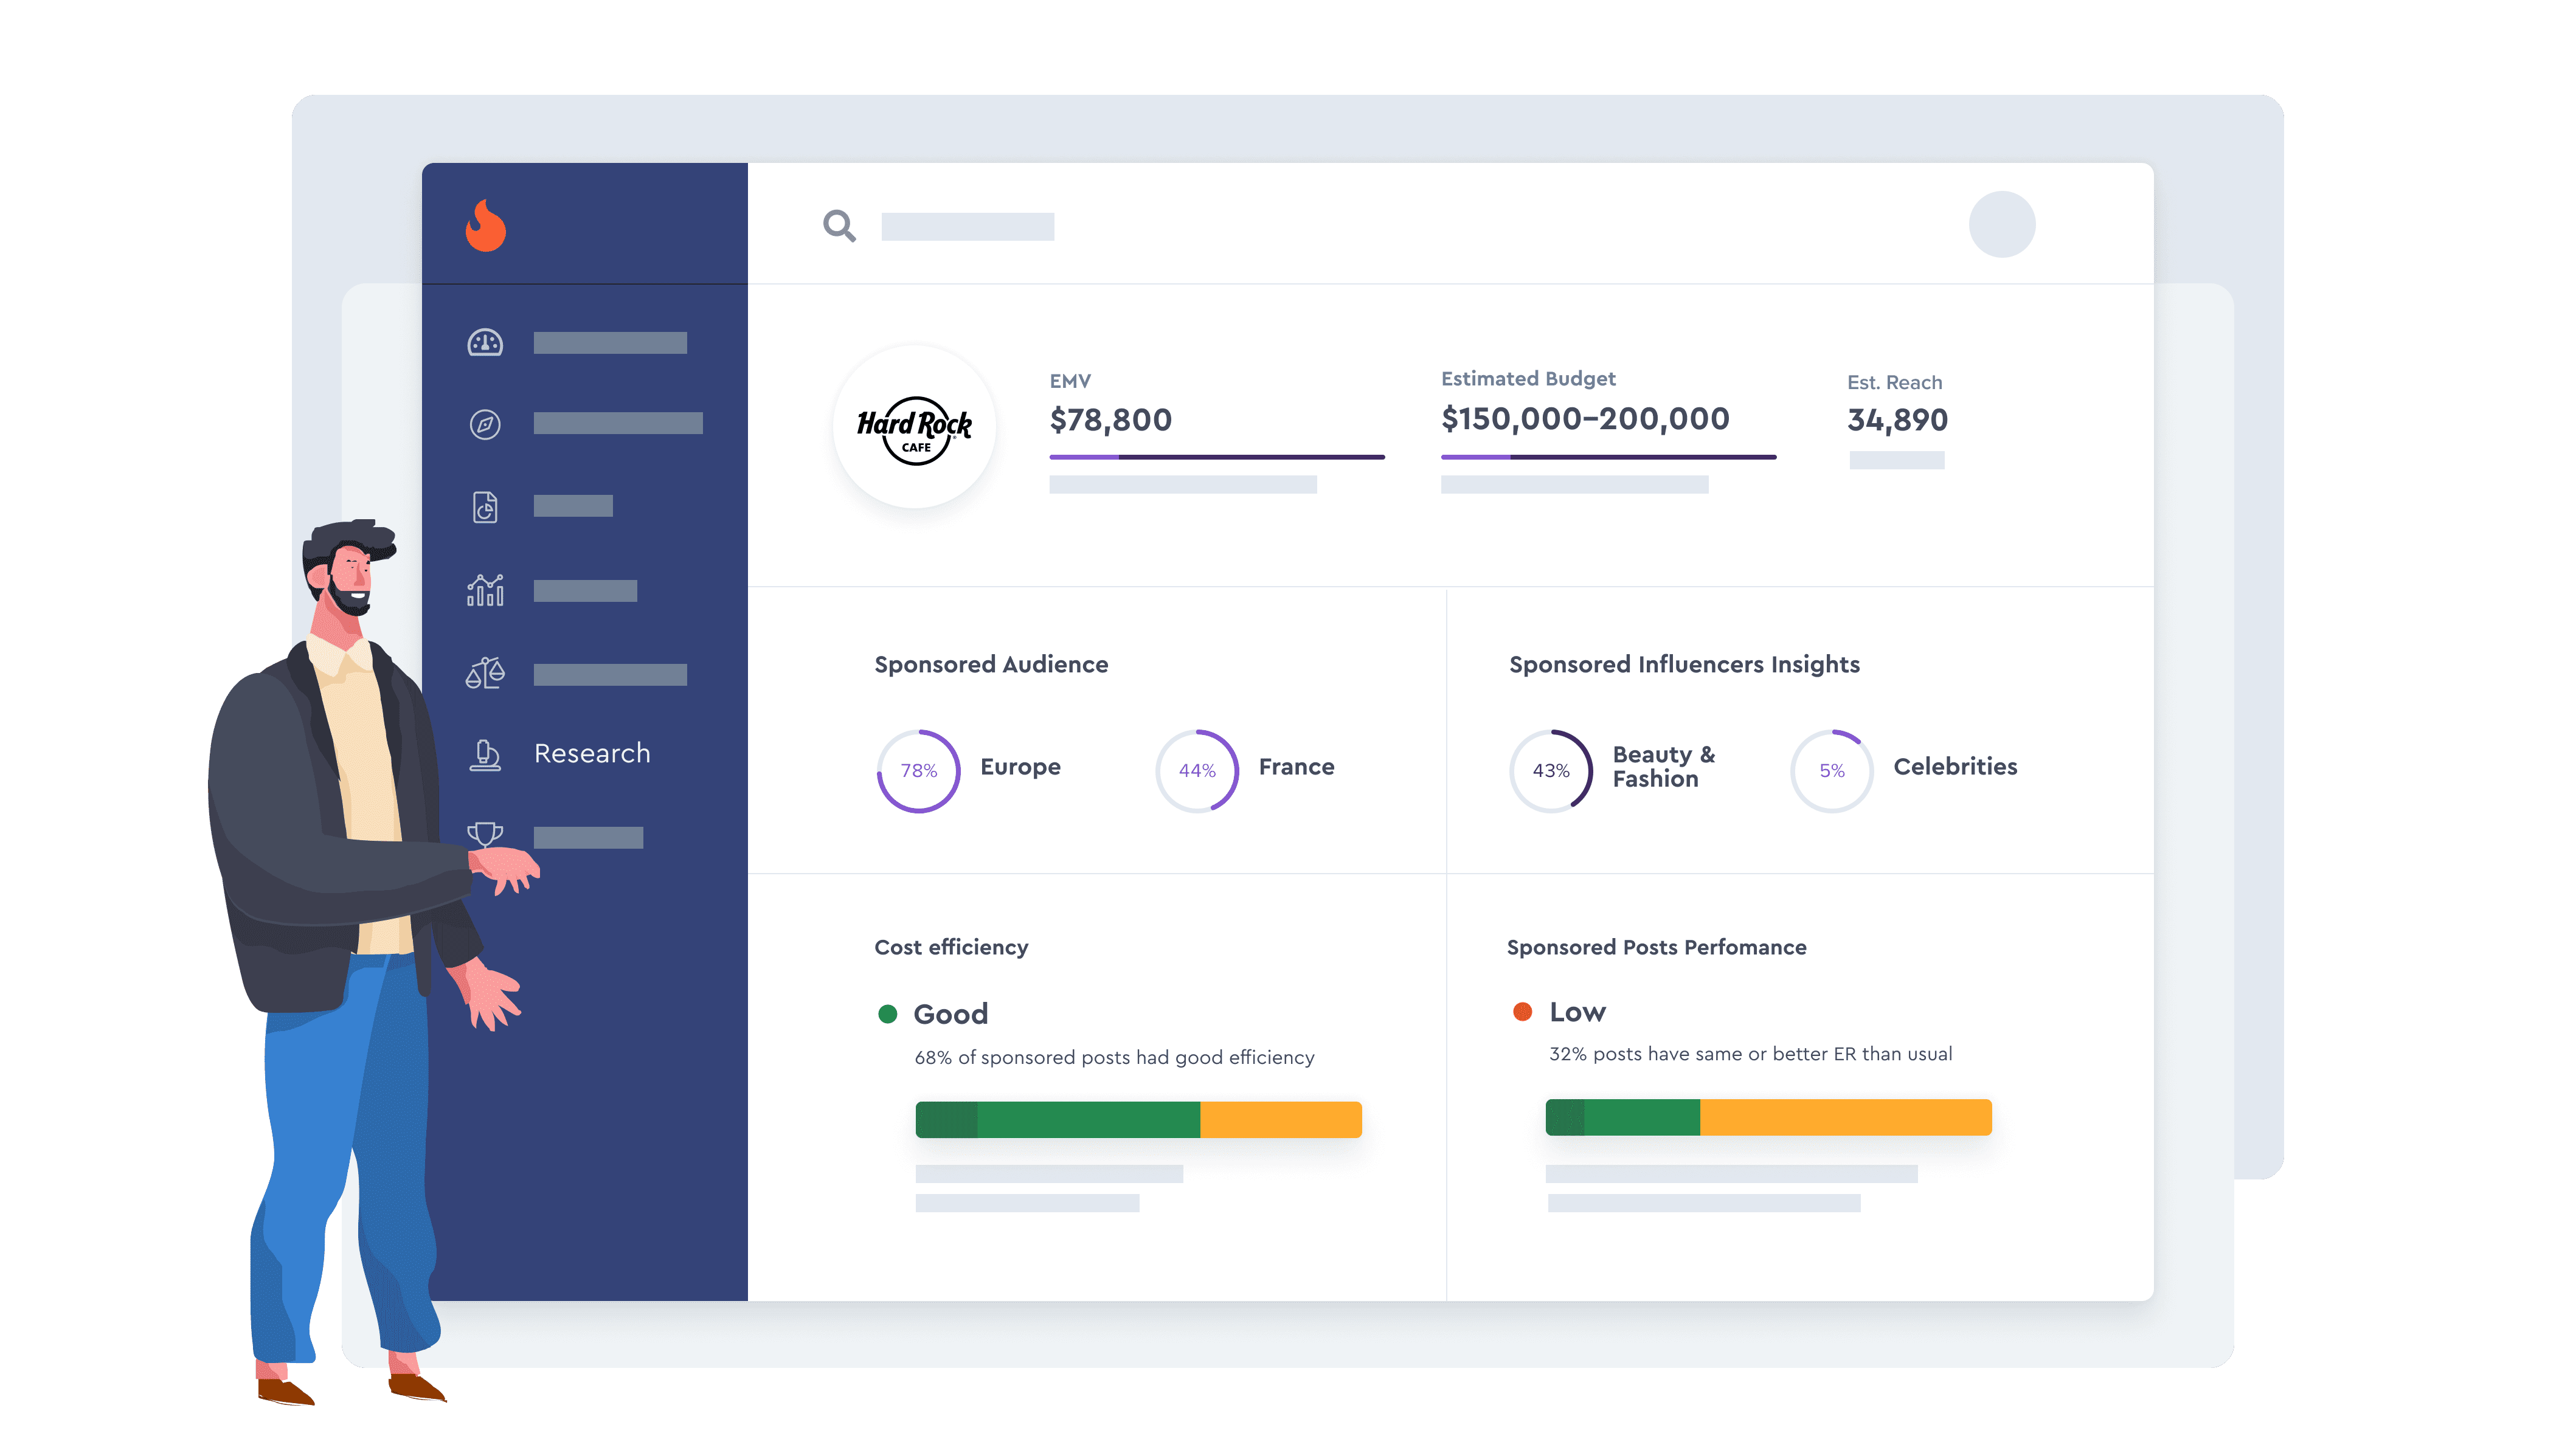 Research
Hard Rock
CAFE
EMV
$78,800
Estimated Budget
$150,000–200,000
Est. Reach
34,890
Sponsored Audience
78%
Europe
44%
France
Sponsored Influencers Insights
43%
Beauty &
Fashion
5%
Celebrities
Cost efficiency
Good
68% of sponsored posts had good efficiency
Sponsored Posts Perfomance
Low
32% posts have same or better ER than usual